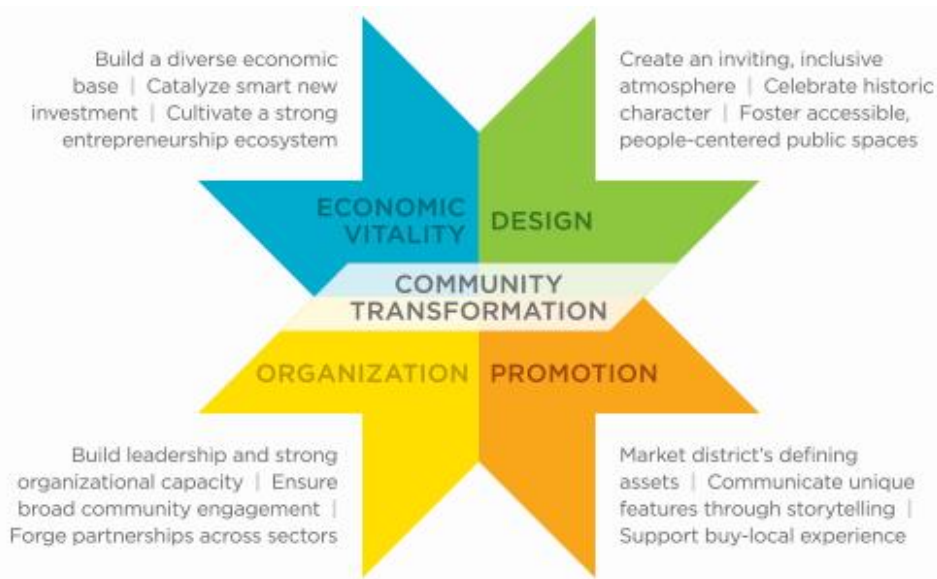 Build a diverse economic
base | Catalyze smart new
investment | Cultivate a strong
entrepreneurship ecosystem
Create an inviting, inclusive
atmosphere | Celebrate historic
character | Foster accessible,
people-centered public spaces
ECONOMIC
VITALITY
DESIGN
COMMUNITY
TRANSFORMATION
ORGANIZATION
PROMOTION
Build leadership and strong
organizational capacity | Ensure
broad community engagement |
Forge partnerships across sectors
Market district's defining
assets | Communicate unique
features through storytelling |
Support buy-local experience